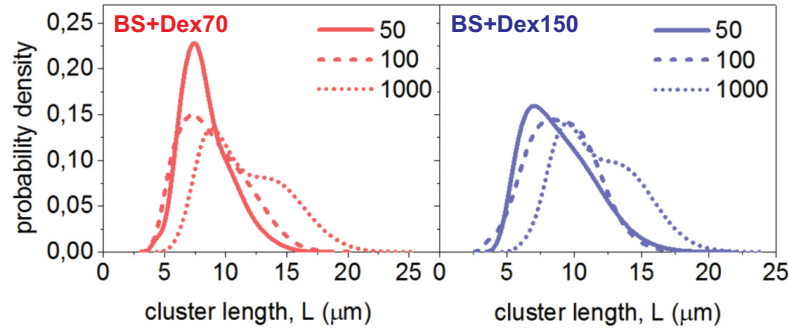 BS+Dex70
50
100
1000
BS+Dex150
50
100
1000
probability density
0,25
0,20
0,15
0,10
0,05
0,00
0 5 10 15 20 25
0 5 10 15 20 25
cluster length, L (μm)
cluster length, L (μm)